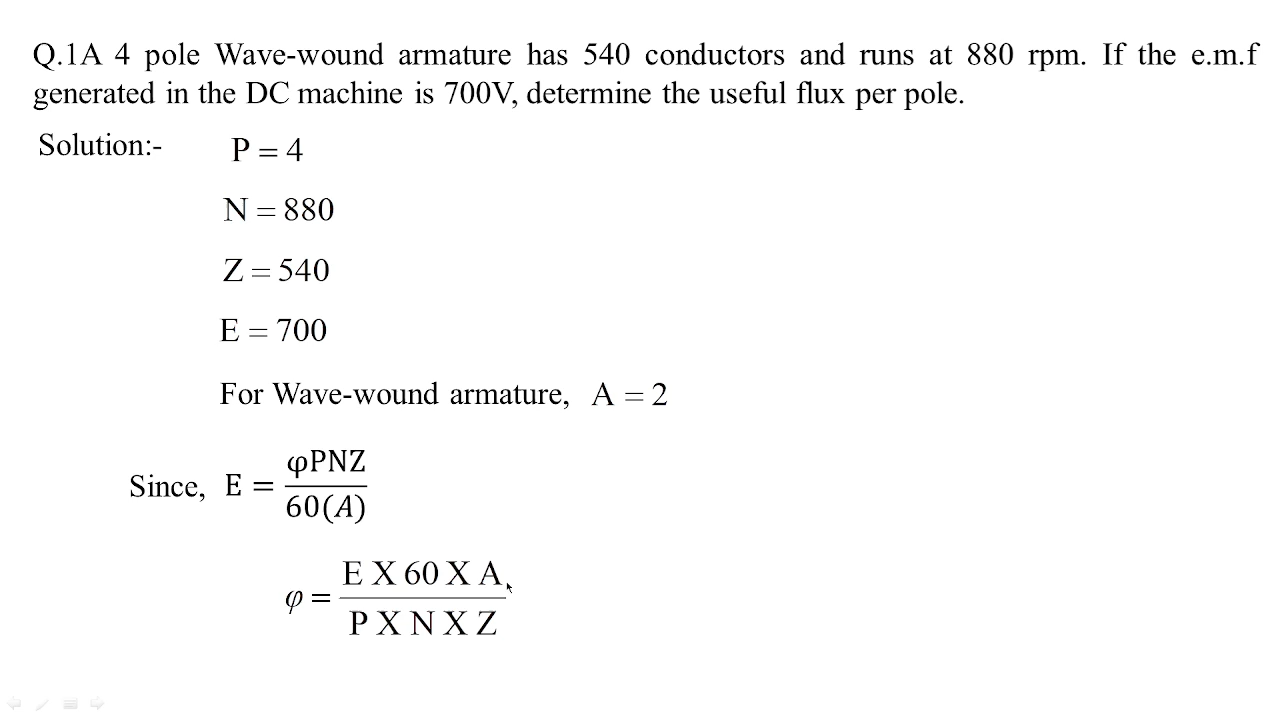 Q.1A 4 pole Wave-wound armature has 540 conductors and runs at 880 rpm. If the e.m.f
generated in the DC machine is 700V, determine the useful flux per pole.
Solution:-
P = 4
N = 880
Z = 540
E = 700
For Wave-wound armature, A = 2
Since, E = φPNZ
60(A)
φ = E X 60 X A
P X N X Z